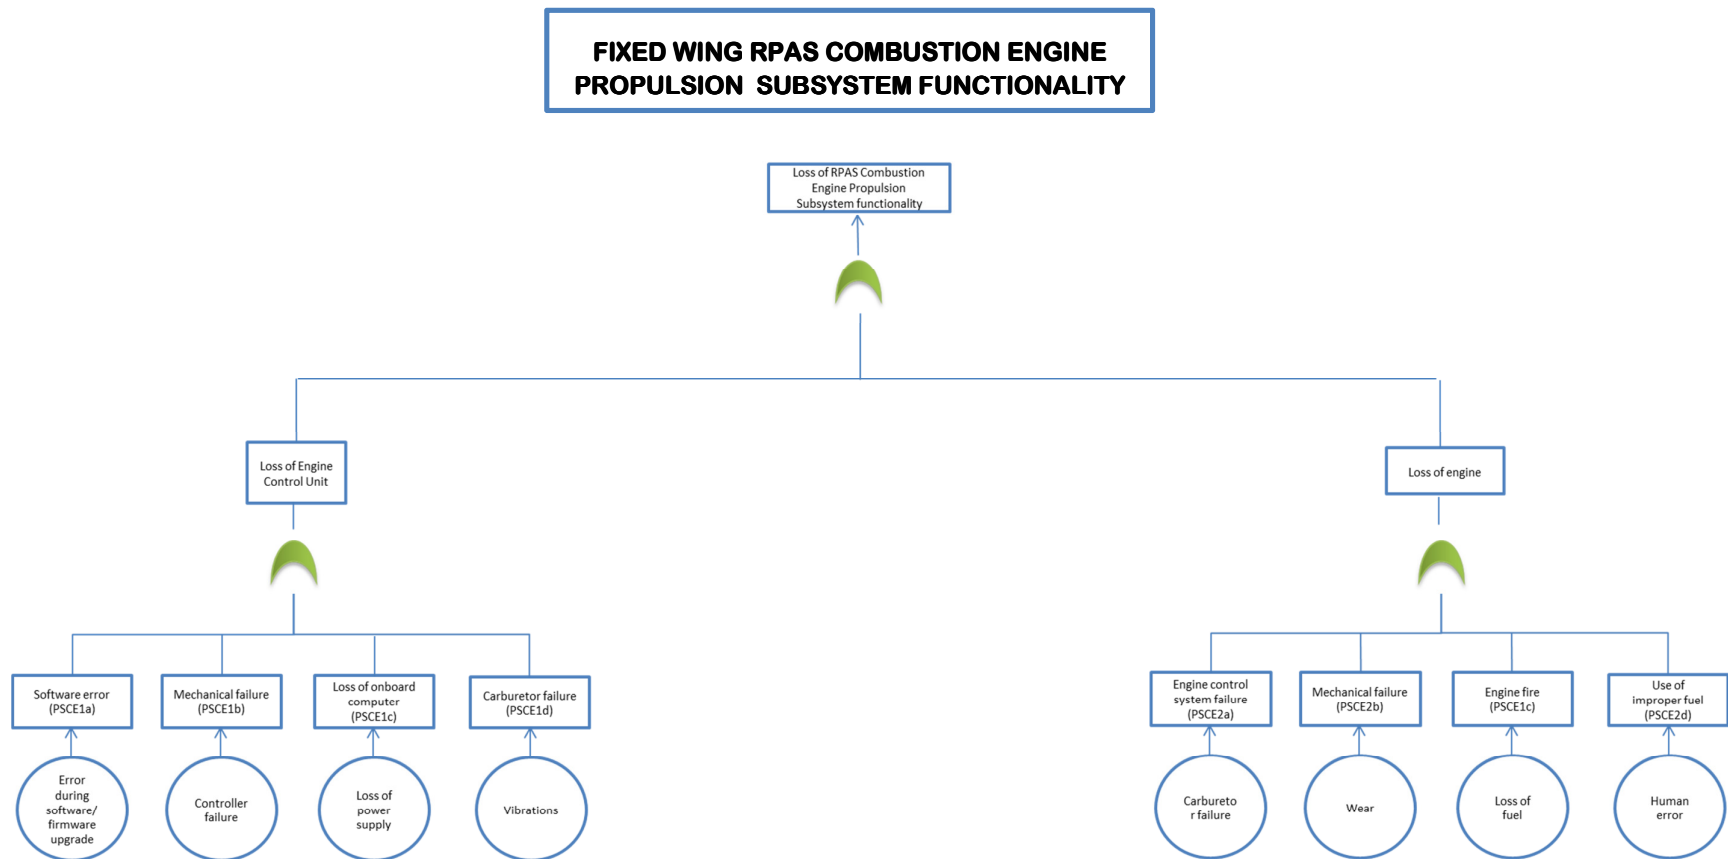 FIXED WING RPAS COMBUSTION ENGINE
PROPULSION SUBSYSTEM FUNCTIONALITY
Loss of RPAS Combustion
Engine Propulsion
Subsystem functionality
Loss of Engine
Control Unit
Loss of engine
Software error
(PSCE1a)
Mechanical failure
(PSCE1b)
Loss of onboard
computer
(PSCE1c)
Carburetor failure
(PSCE1d)
Engine control
system failure
(PSCE2a)
Mechanical failure
(PSCE2b)
Engine fire
(PSCE1c)
Use of
improper fuel
(PSCE2d)
Error
during
software/
firmware
upgrade
Controller
failure
Loss of
power
supply
Vibrations
Carbureto
r failure
Wear
Loss of
fuel
Human
error